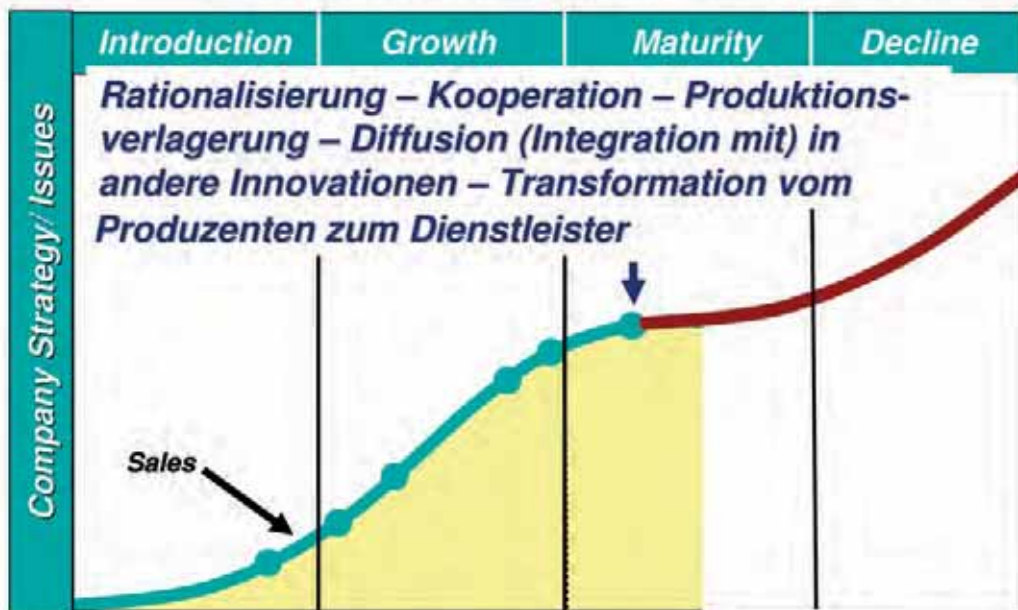 Introduction
Growth
Maturity
Decline
Company Strategy/ Issues
Rationalisierung – Kooperation – Produktions-
verlagerung – Diffusion (Integration mit) in
andere Innovationen – Transformation vom
Produzenten zum Dienstleister
Sales